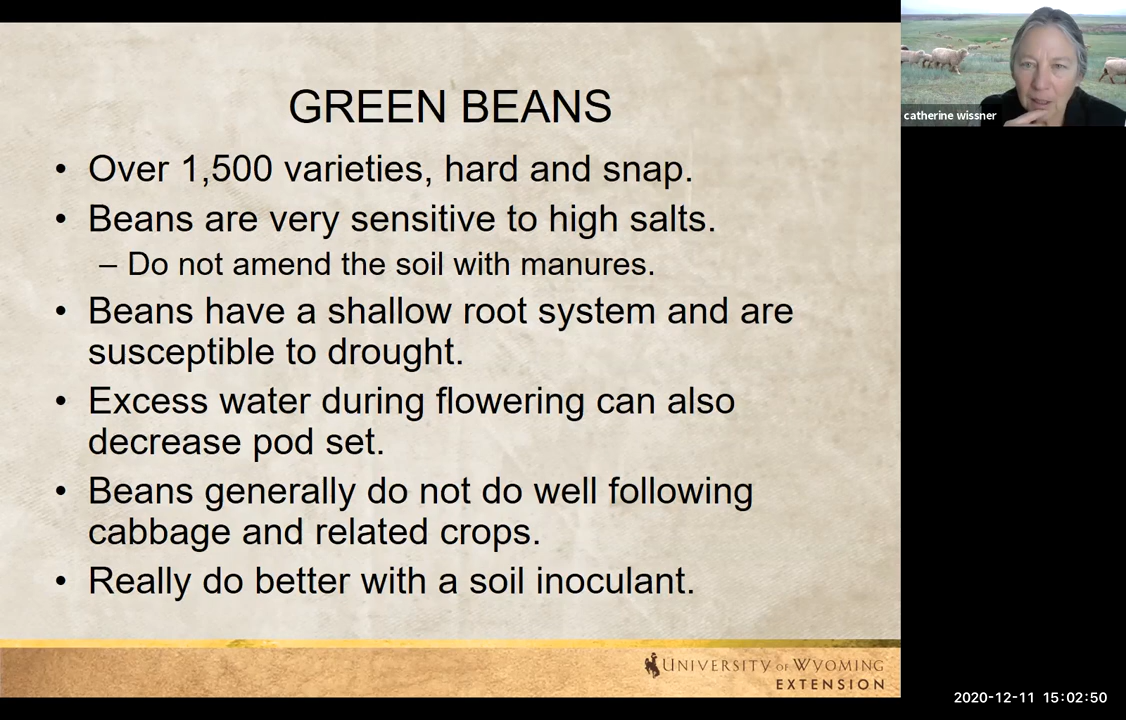 GREEN BEANS
• Over 1,500 varieties, hard and snap.
• Beans are very sensitive to high salts.
– Do not amend the soil with manures.
• Beans have a shallow root system and are
susceptible to drought.
• Excess water during flowering can also
decrease pod set.
• Beans generally do not do well following
cabbage and related crops.
• Really do better with a soil inoculant.
UNIVERSITY OF WYOMING
EXTENSION
catherine wissner
2020-12-11 15:02:50